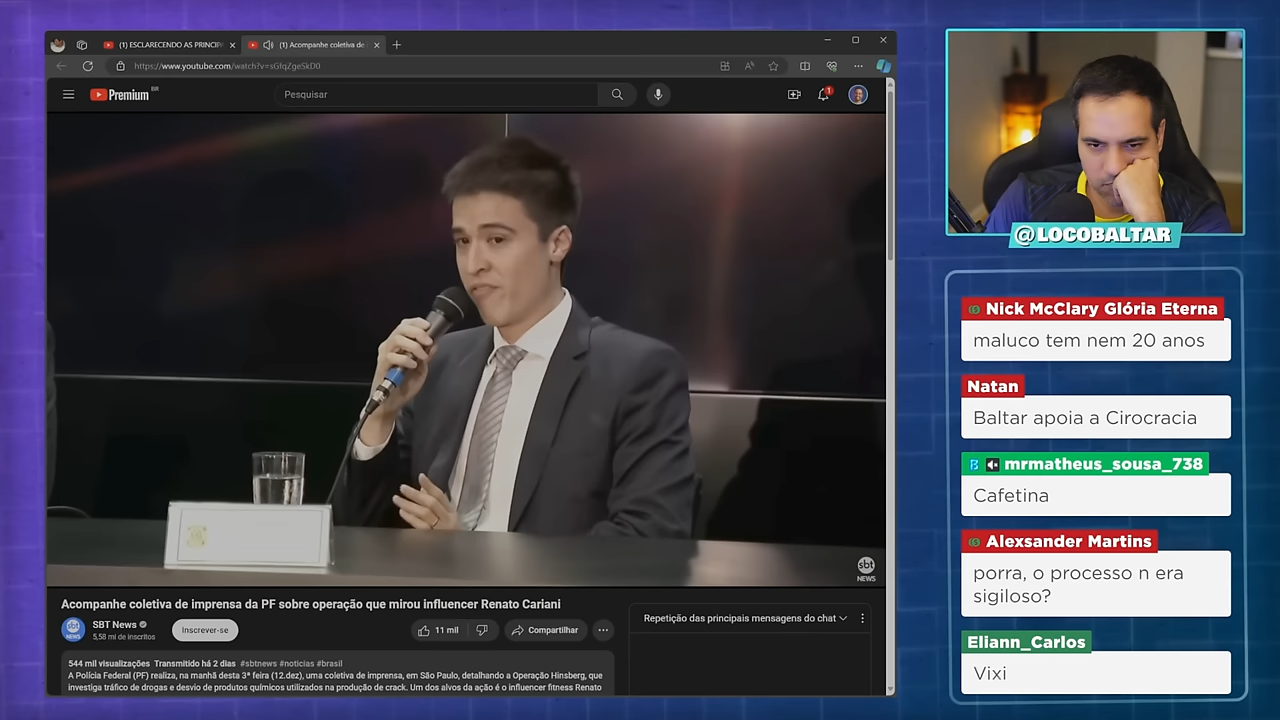 (1) ESCLARECENDO AS PRINCIP
(1) Acompanhe coletiva de
https://www.youtube.com/watch?v=sGfqZgeSkD0
Premium BR
Pesquisar
1
sbt
NEWS
Acompanhe coletiva de imprensa da PF sobre operação que mirou influencer Renato Cariani
SBT News
5,58 mi de inscritos
Inscrever-se
11 mil
Compartilhar
544 mil visualizações Transmitido há 2 dias #sbtnews #noticias #brasil
A Polícia Federal (PF) realiza, na manhã desta 3ª feira (12.dez), uma coletiva de imprensa, em São Paulo, detalhando a Operação Hinsberg, que
investiga tráfico de drogas e desvio de produtos químicos utilizados na produção de crack. Um dos alvos da ação é o influencer fitness Renato
Repetição das principais mensagens do chat
@LOCOBALTAR
Nick McClary Glória Eterna
maluco tem nem 20 anos
Natan
Baltar apoia a Cirocracia
mrmatheus_sousa_738
Cafetina
Alexsander Martins
porra, o processo n era
sigiloso?
Eliann_Carlos
Vixi